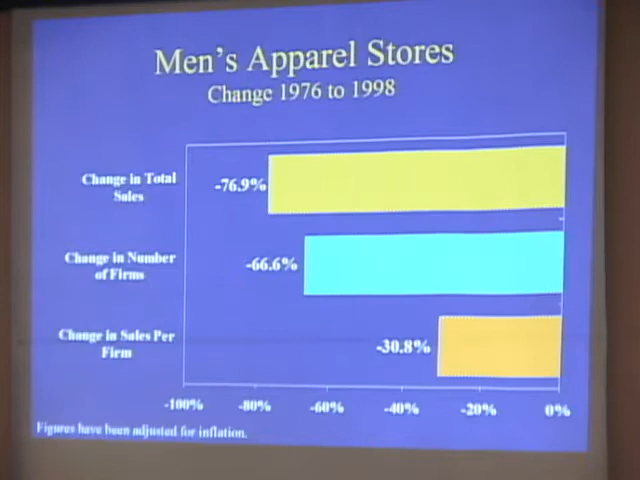 Men's Apparel Stores
Change 1976 to 1998
Change in Total
Sales
-76.9%
Change in Number
of Firms
-66.6%
Change in Sales Per
Firm
-30.8%
-100% -80% -60% -40% -20% 0%
Figures have been adjusted for inflation.